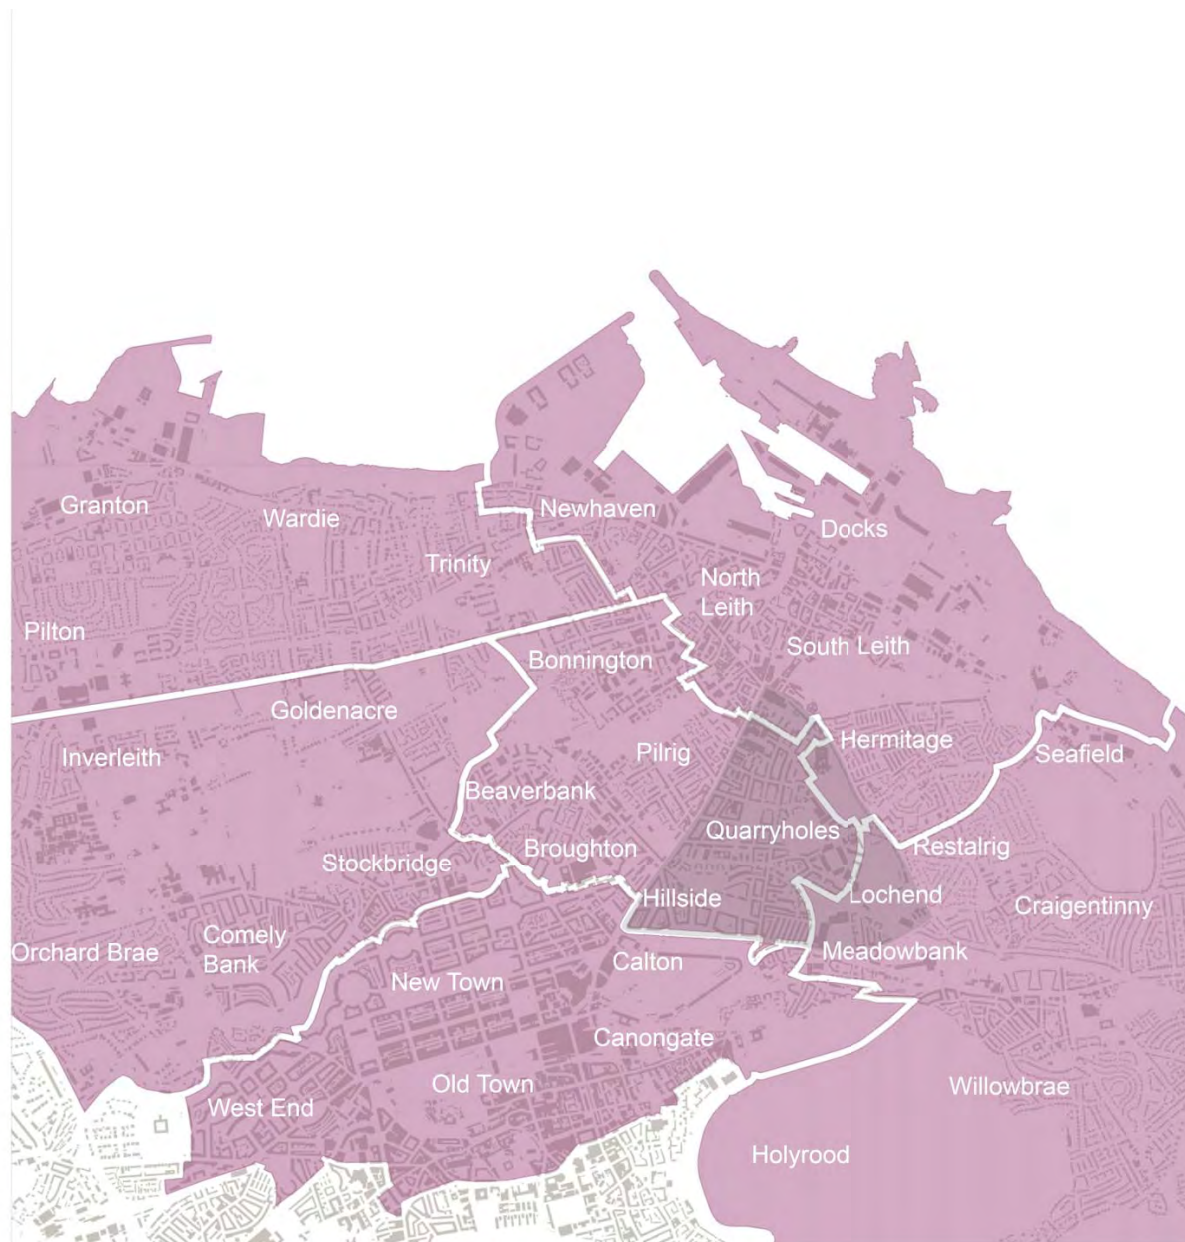 Granton
Wardie
Newhaven
Docks
Trinity
North
Leith
Pilton
South Leith
Bonnington
Goldenacre
Hermitage
Inverleith
Pilrig
Seafield
Beaverbank
Quarryholes
Broughton
Restalrig
Stockbridge
Hillside
Lochend
Craigentinny
Comely
Bank
Orchard Brae
Meadowbank
Calton
New Town
Canongate
Old Town
Willowbrae
West End
Holyrood